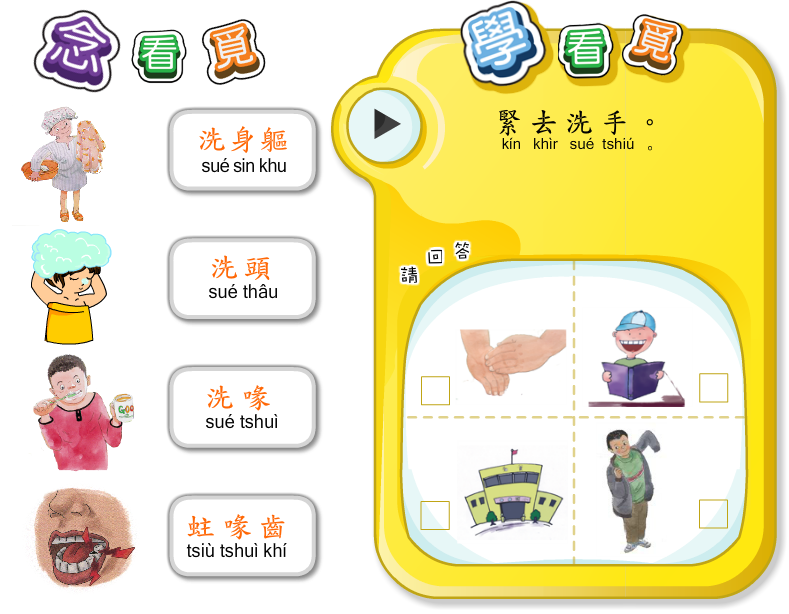 念看覓
洗身軀
sué sin khu
洗頭
sué thâu
洗喙
sué tshuì
蛀喙齒
tsiù tshuì khí
學看覓
緊去洗手。
kín khìr sué tshiú 。
請回答